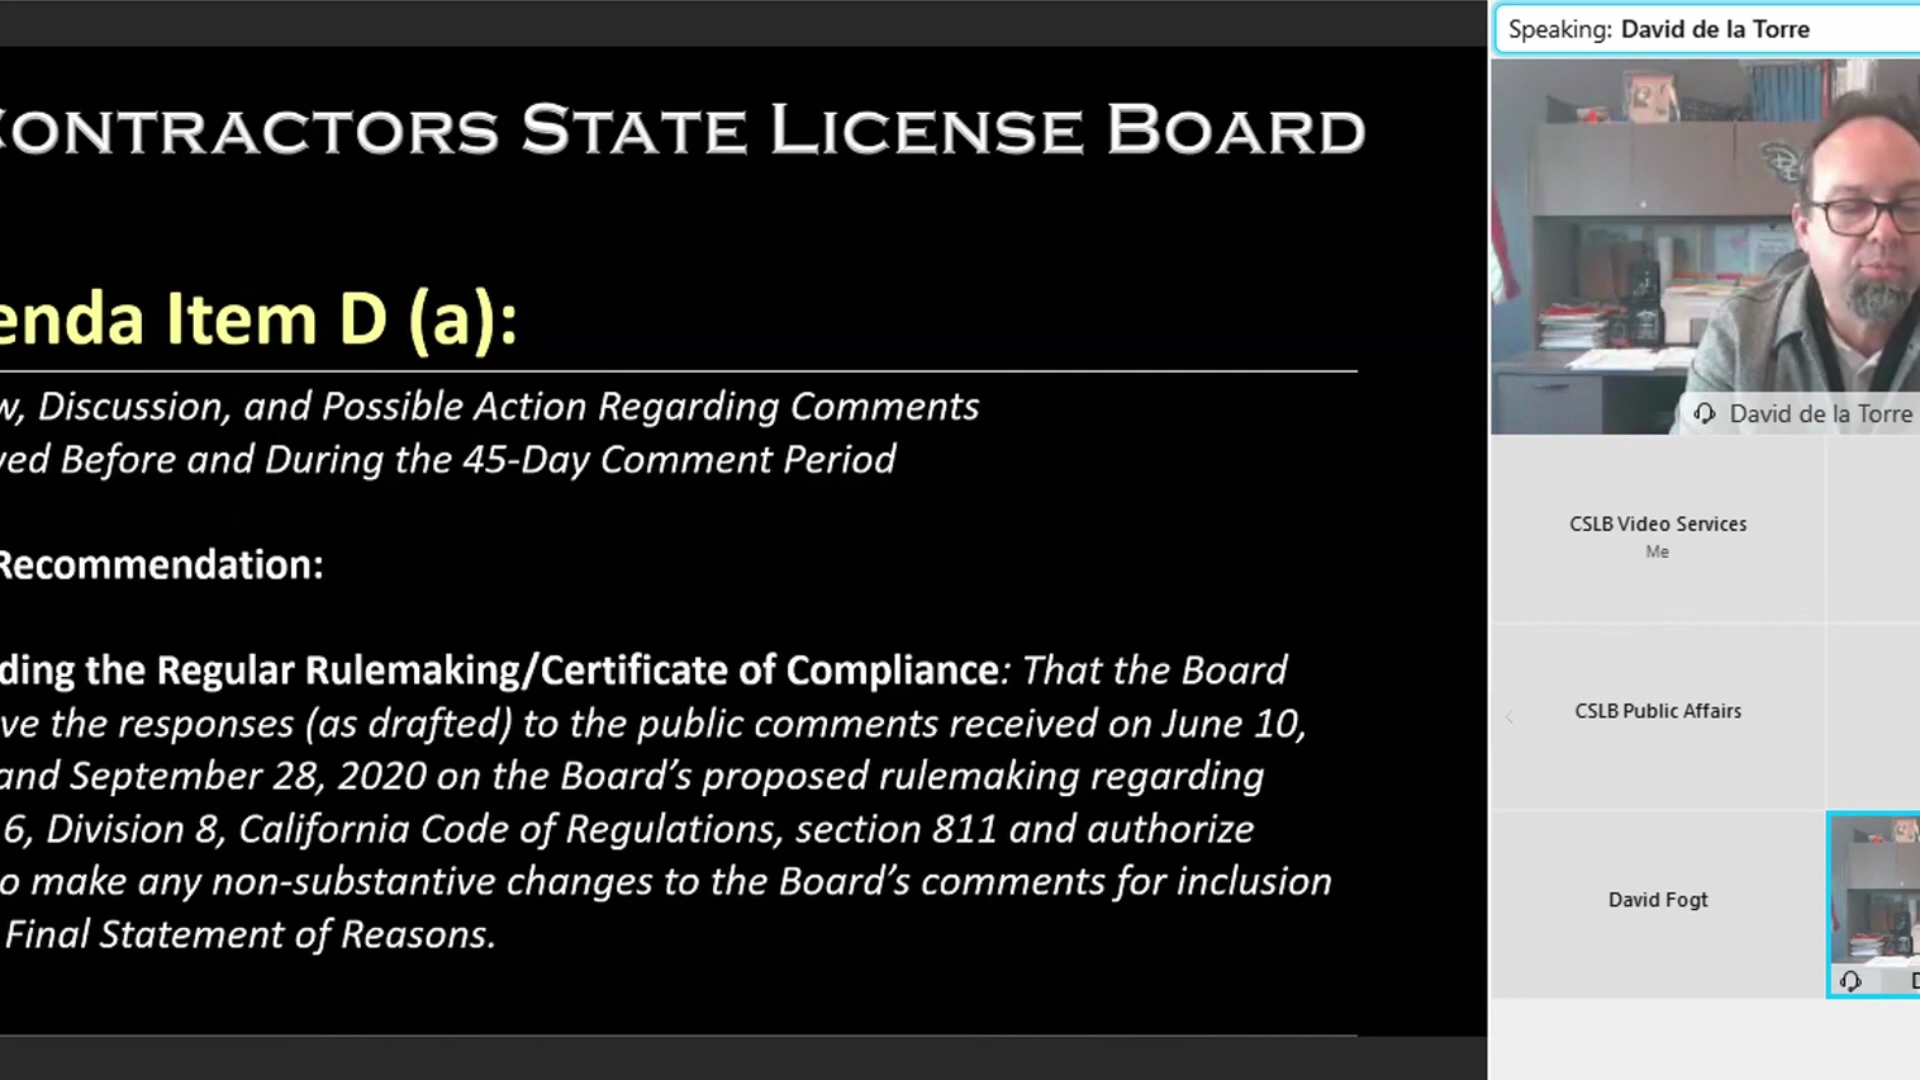 Speaking: David de la Torre
CONTRACTORS STATE LICENSE BOARD
enda Item D (a):
w, Discussion, and Possible Action Regarding Comments
ved Before and During the 45-Day Comment Period
Recommendation:
ding the Regular Rulemaking/Certificate of Compliance: That the Board
ve the responses (as drafted) to the public comments received on June 10,
and September 28, 2020 on the Board’s proposed rulemaking regarding
6, Division 8, California Code of Regulations, section 811 and authorize
o make any non-substantive changes to the Board’s comments for inclusion
Final Statement of Reasons.
David de la Torre
CSLB Video Services
Me
CSLB Public Affairs
David Fogt
D